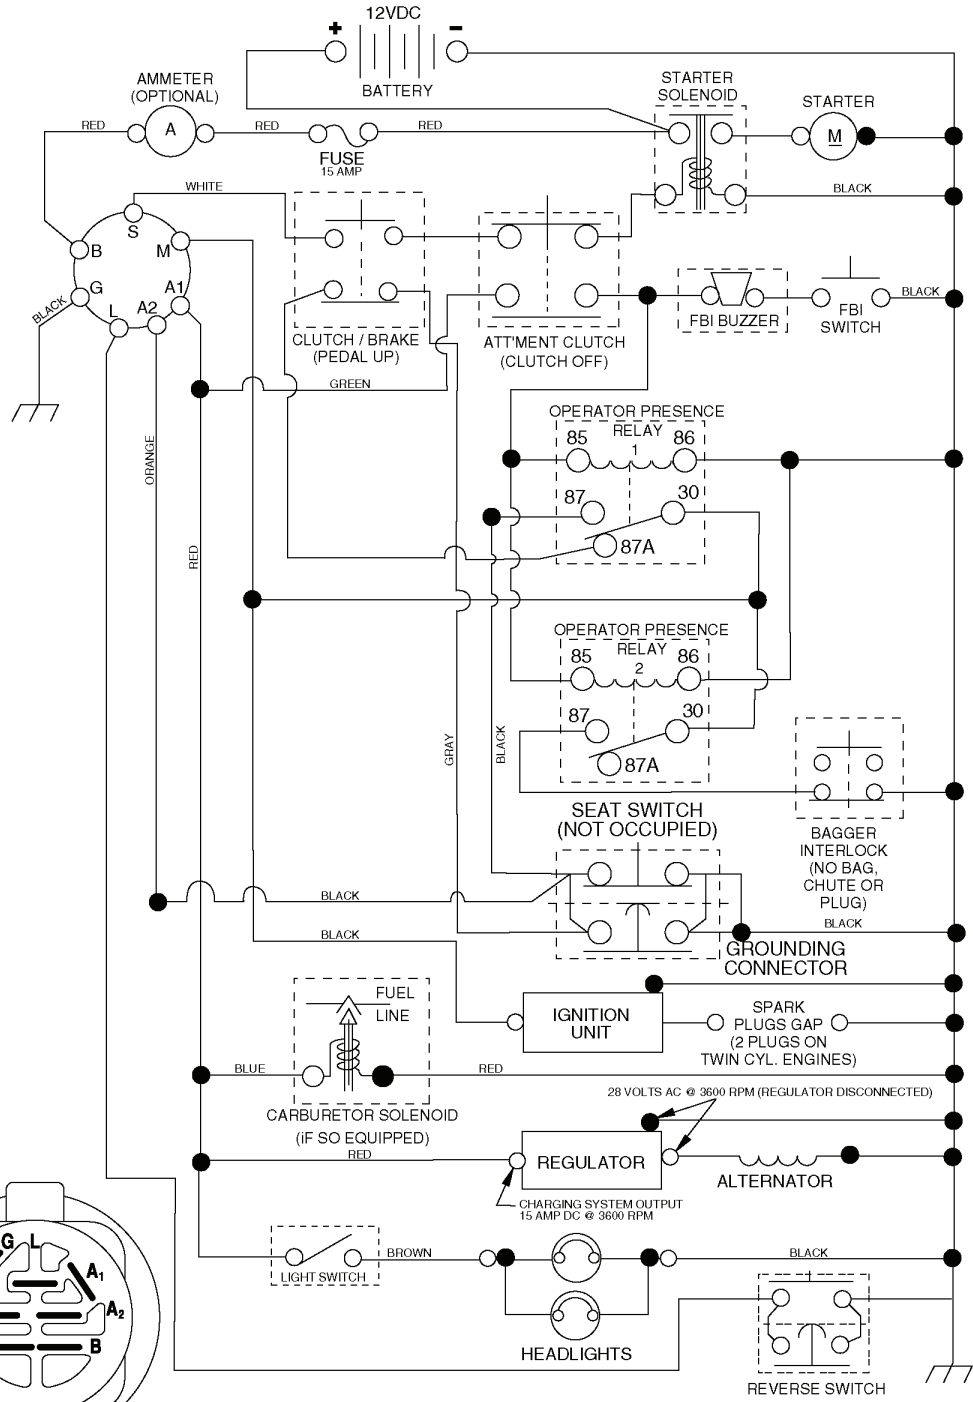 12VDC
+
−
BATTERY
AMMETER
(OPTIONAL)
A
RED
RED
RED
FUSE
15 AMP
STARTER
SOLENOID
STARTER
M
BLACK
WHITE
S
B
M
G
A1
L
A2
BLACK
CLUTCH / BRAKE
(PEDAL UP)
ATT'MENT CLUTCH
(CLUTCH OFF)
FBI BUZZER
FBI
SWITCH
BLACK
GREEN
ORANGE
RED
OPERATOR PRESENCE
RELAY
1
85
86
87
30
87A
OPERATOR PRESENCE
RELAY
2
85
86
87
30
87A
GRAY
BLACK
SEAT SWITCH
(NOT OCCUPIED)
BAGGER
INTERLOCK
(NO BAG,
CHUTE OR
PLUG)
BLACK
BLACK
BLACK
GROUNDING
CONNECTOR
FUEL
LINE
IGNITION
UNIT
SPARK
PLUGS GAP
(2 PLUGS ON
TWIN CYL. ENGINES)
BLUE
RED
CARBURETOR SOLENOID
(iF SO EQUIPPED)
28 VOLTS AC @ 3600 RPM (REGULATOR DISCONNECTED)
RED
REGULATOR
ALTERNATOR
CHARGING SYSTEM OUTPUT
15 AMP DC @ 3600 RPM
G
L
A1
A2
B
LIGHT SWITCH
BROWN
BLACK
HEADLIGHTS
REVERSE SWITCH